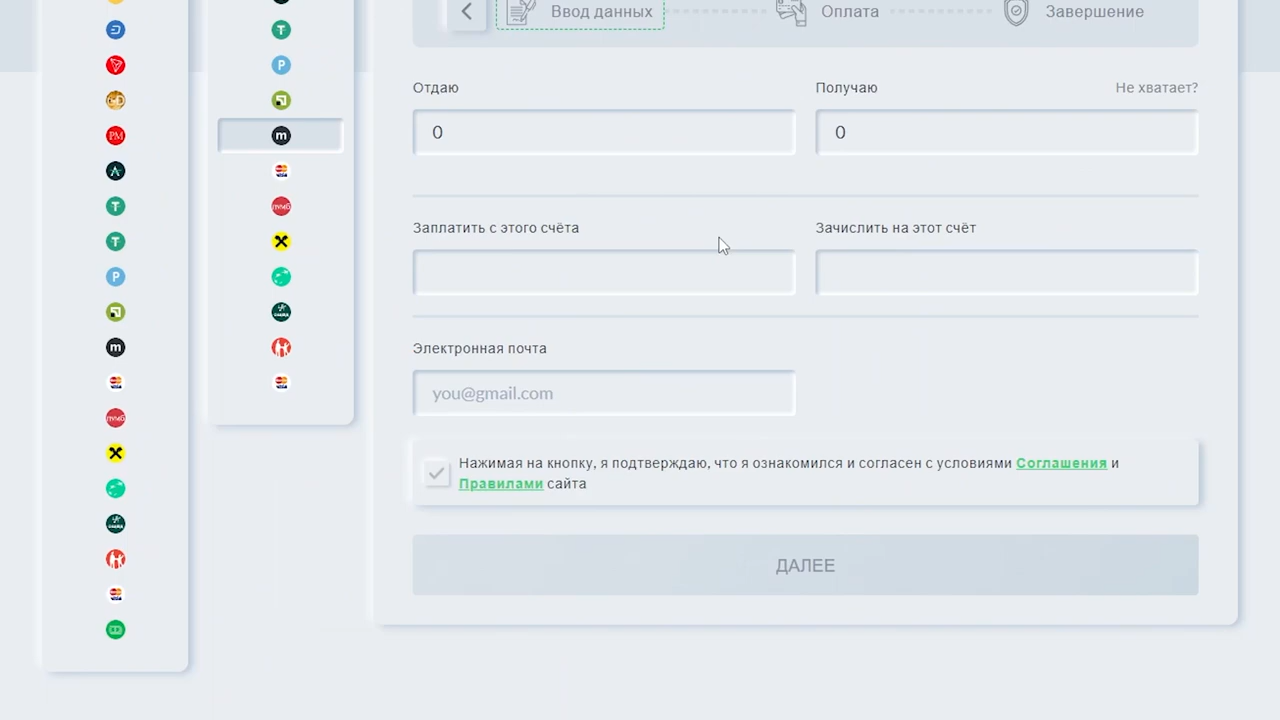 Ввод данных
Оплата
Завершение
Отдаю
Получаю
Не хватает?
0
0
Заплатить с этого счёта
Зачислить на этот счёт
Электронная почта
you@gmail.com
Нажимая на кнопку, я подтверждаю, что я ознакомился и согласен с условиями Соглашения и
Правилами сайта
ДАЛЕЕ